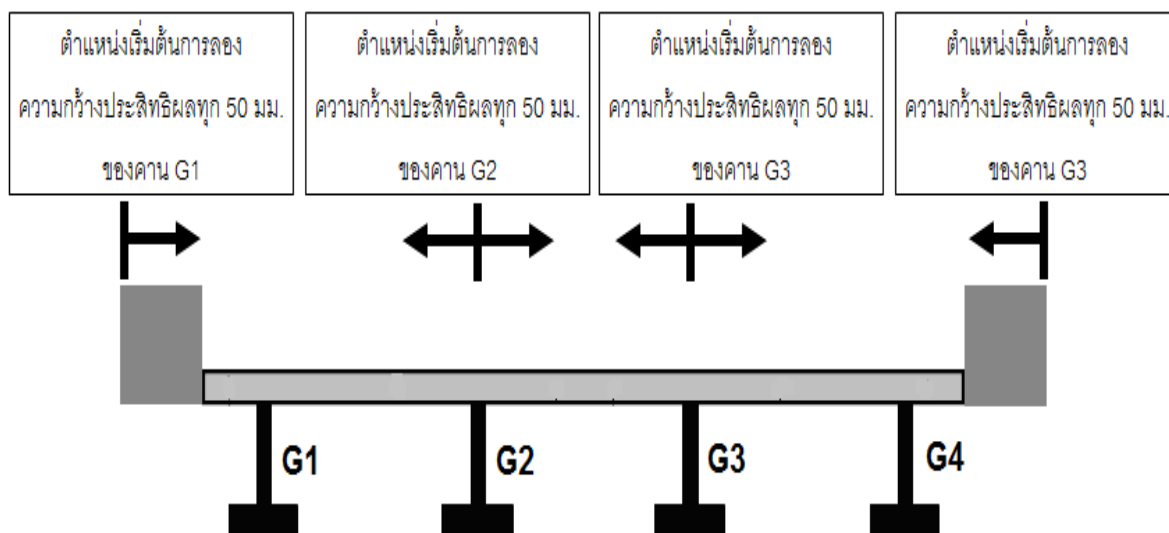 ตำแหน่งเริ่มต้นการลอง
ความกว้างประสิทธิผลทุก 50 มม.
ของคาน G1
ตำแหน่งเริ่มต้นการลอง
ความกว้างประสิทธิผลทุก 50 มม.
ของคาน G2
ตำแหน่งเริ่มต้นการลอง
ความกว้างประสิทธิผลทุก 50 มม.
ของคาน G3
ตำแหน่งเริ่มต้นการลอง
ความกว้างประสิทธิผลทุก 50 มม.
ของคาน G3
G1
G2
G3
G4